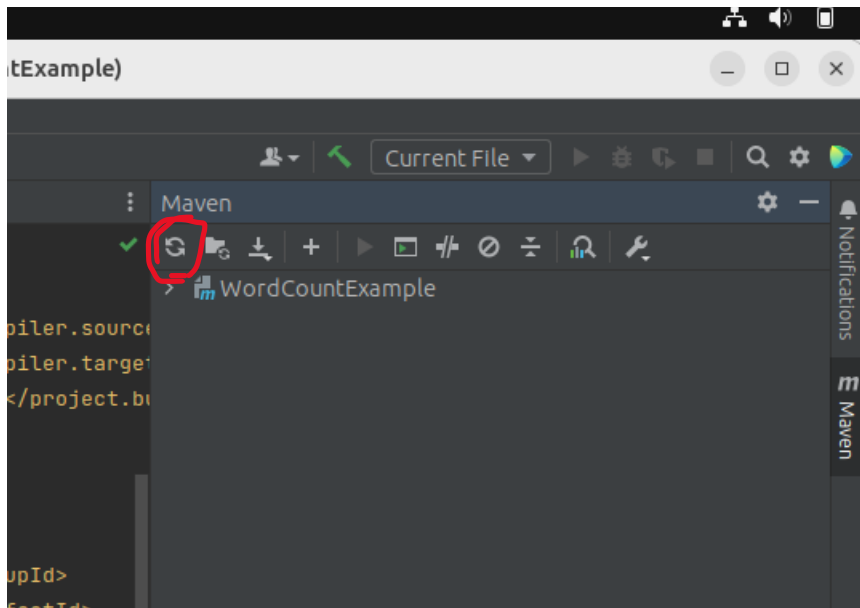 tExample)
Current File
Maven
WordCountExample
piler.source
piler.target
</project.bu
upId>
Notifications
m Maven